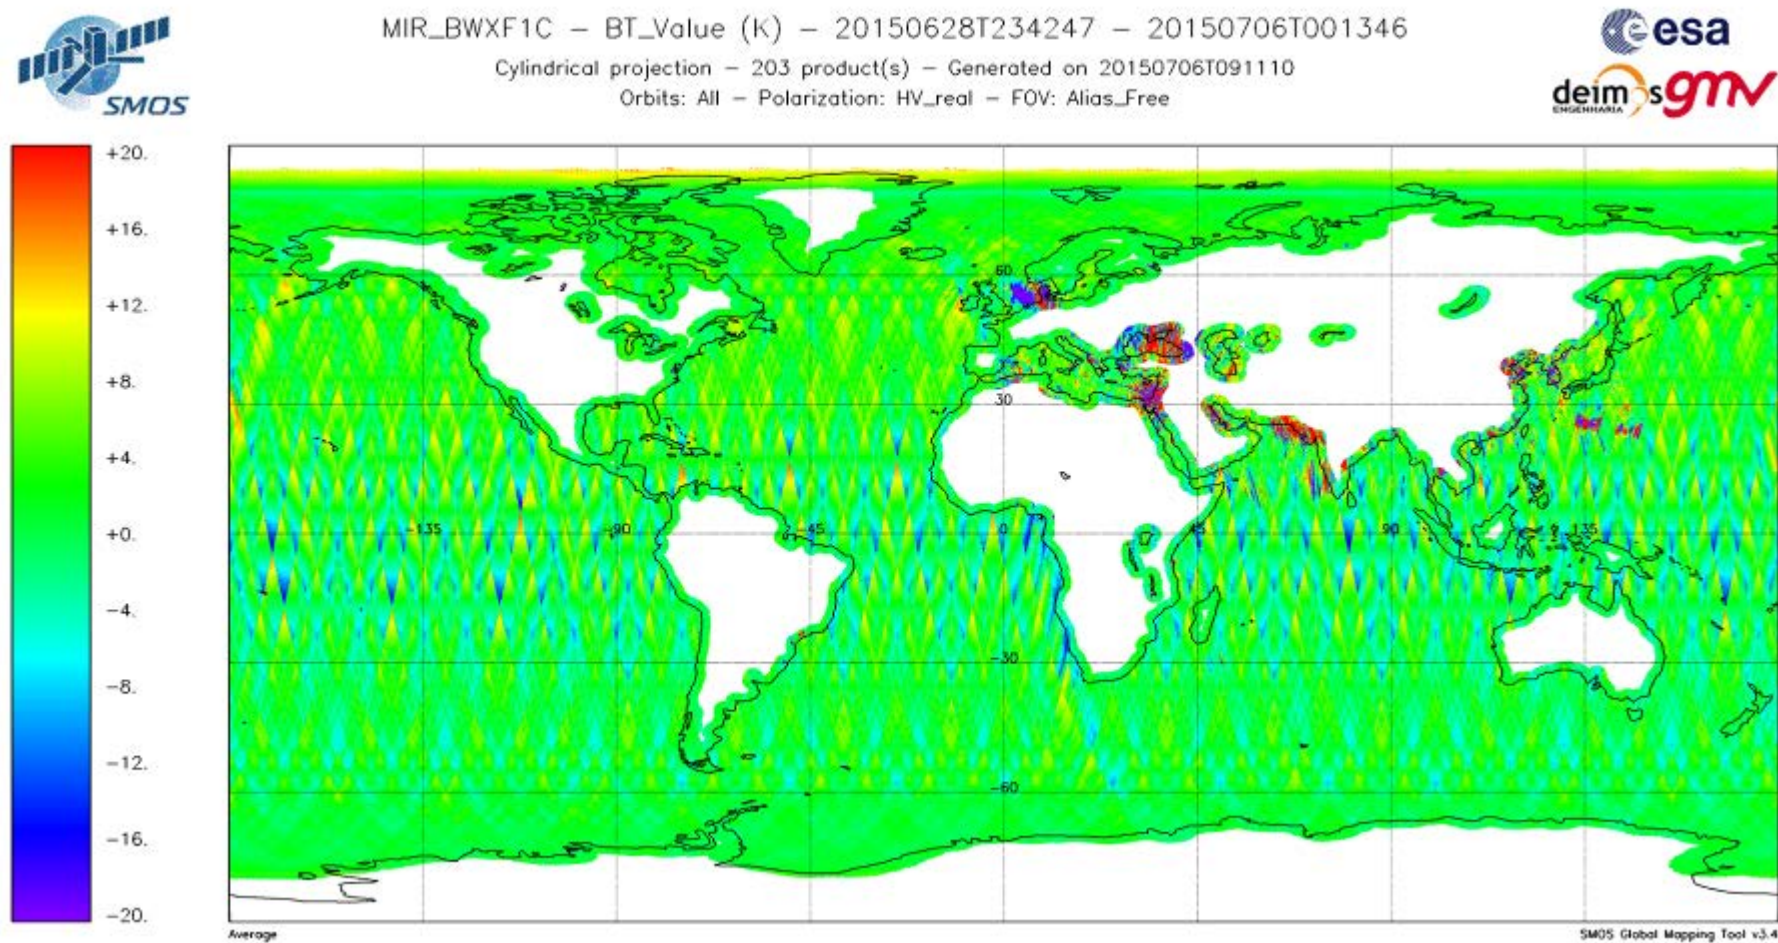 SMOS
MIR_BWXF1C – BT_Value (K) – 20150628T234247 – 20150706T001346
Cylindrical projection – 203 product(s) – Generated on 20150706T091110
Orbits: All – Polarization: HV_real – FOV: Alias_Free
esa
deimos
ENGENHARIA
gmv
+20.
+16.
+12.
+8.
+4.
+0.
−4.
−8.
−12.
−16.
−20.
60
30
−135 −90 −45 0 45 90 135
−30
−60
Average
SMOS Global Mapping Tool v3.4